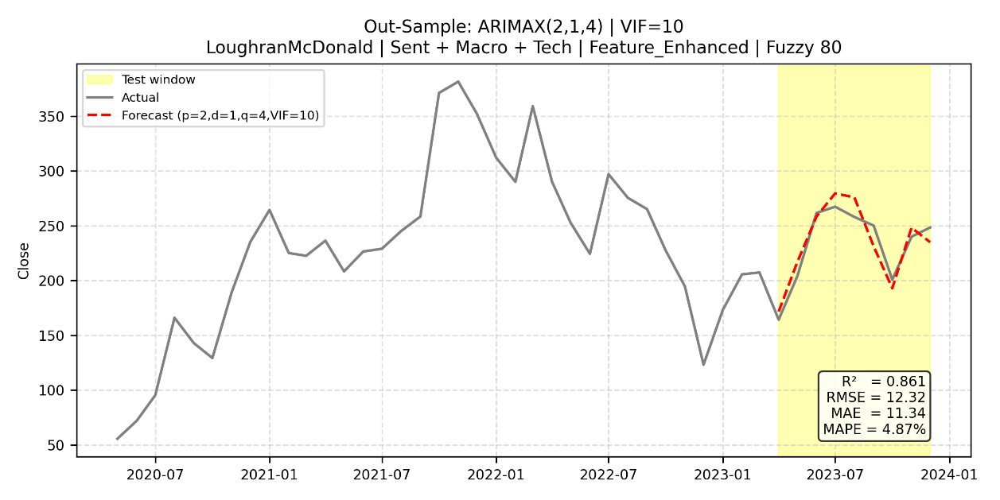 Out-Sample: ARIMAX(2,1,4) | VIF=10
LoughranMcDonald | Sent + Macro + Tech | Feature_Enhanced | Fuzzy 80
Test window
Actual
Forecast (p=2,d=1,q=4,VIF=10)
Close
350
300
250
200
150
100
50
R² = 0.861
RMSE = 12.32
MAE = 11.34
MAPE = 4.87%
2020-07
2021-01
2021-07
2022-01
2022-07
2023-01
2023-07
2024-01